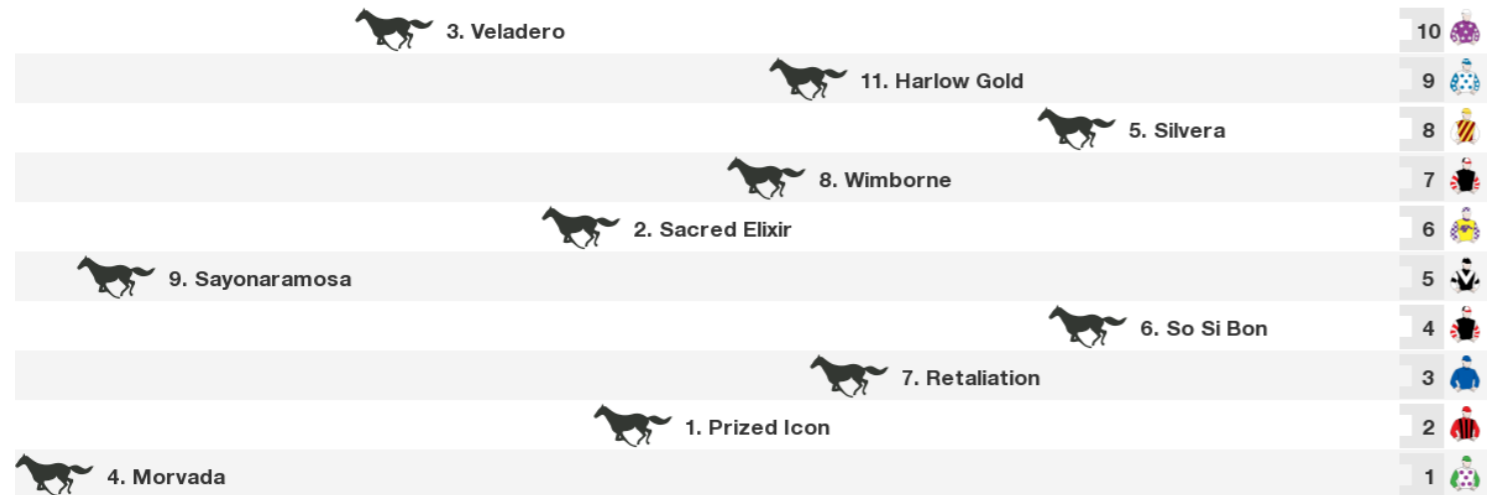 3. Veladero 10
11. Harlow Gold 9
5. Silvera 8
8. Wimborne 7
2. Sacred Elixir 6
9. Sayonaramosa 5
6. So Si Bon 4
7. Retaliation 3
1. Prized Icon 2
4. Morvada 1